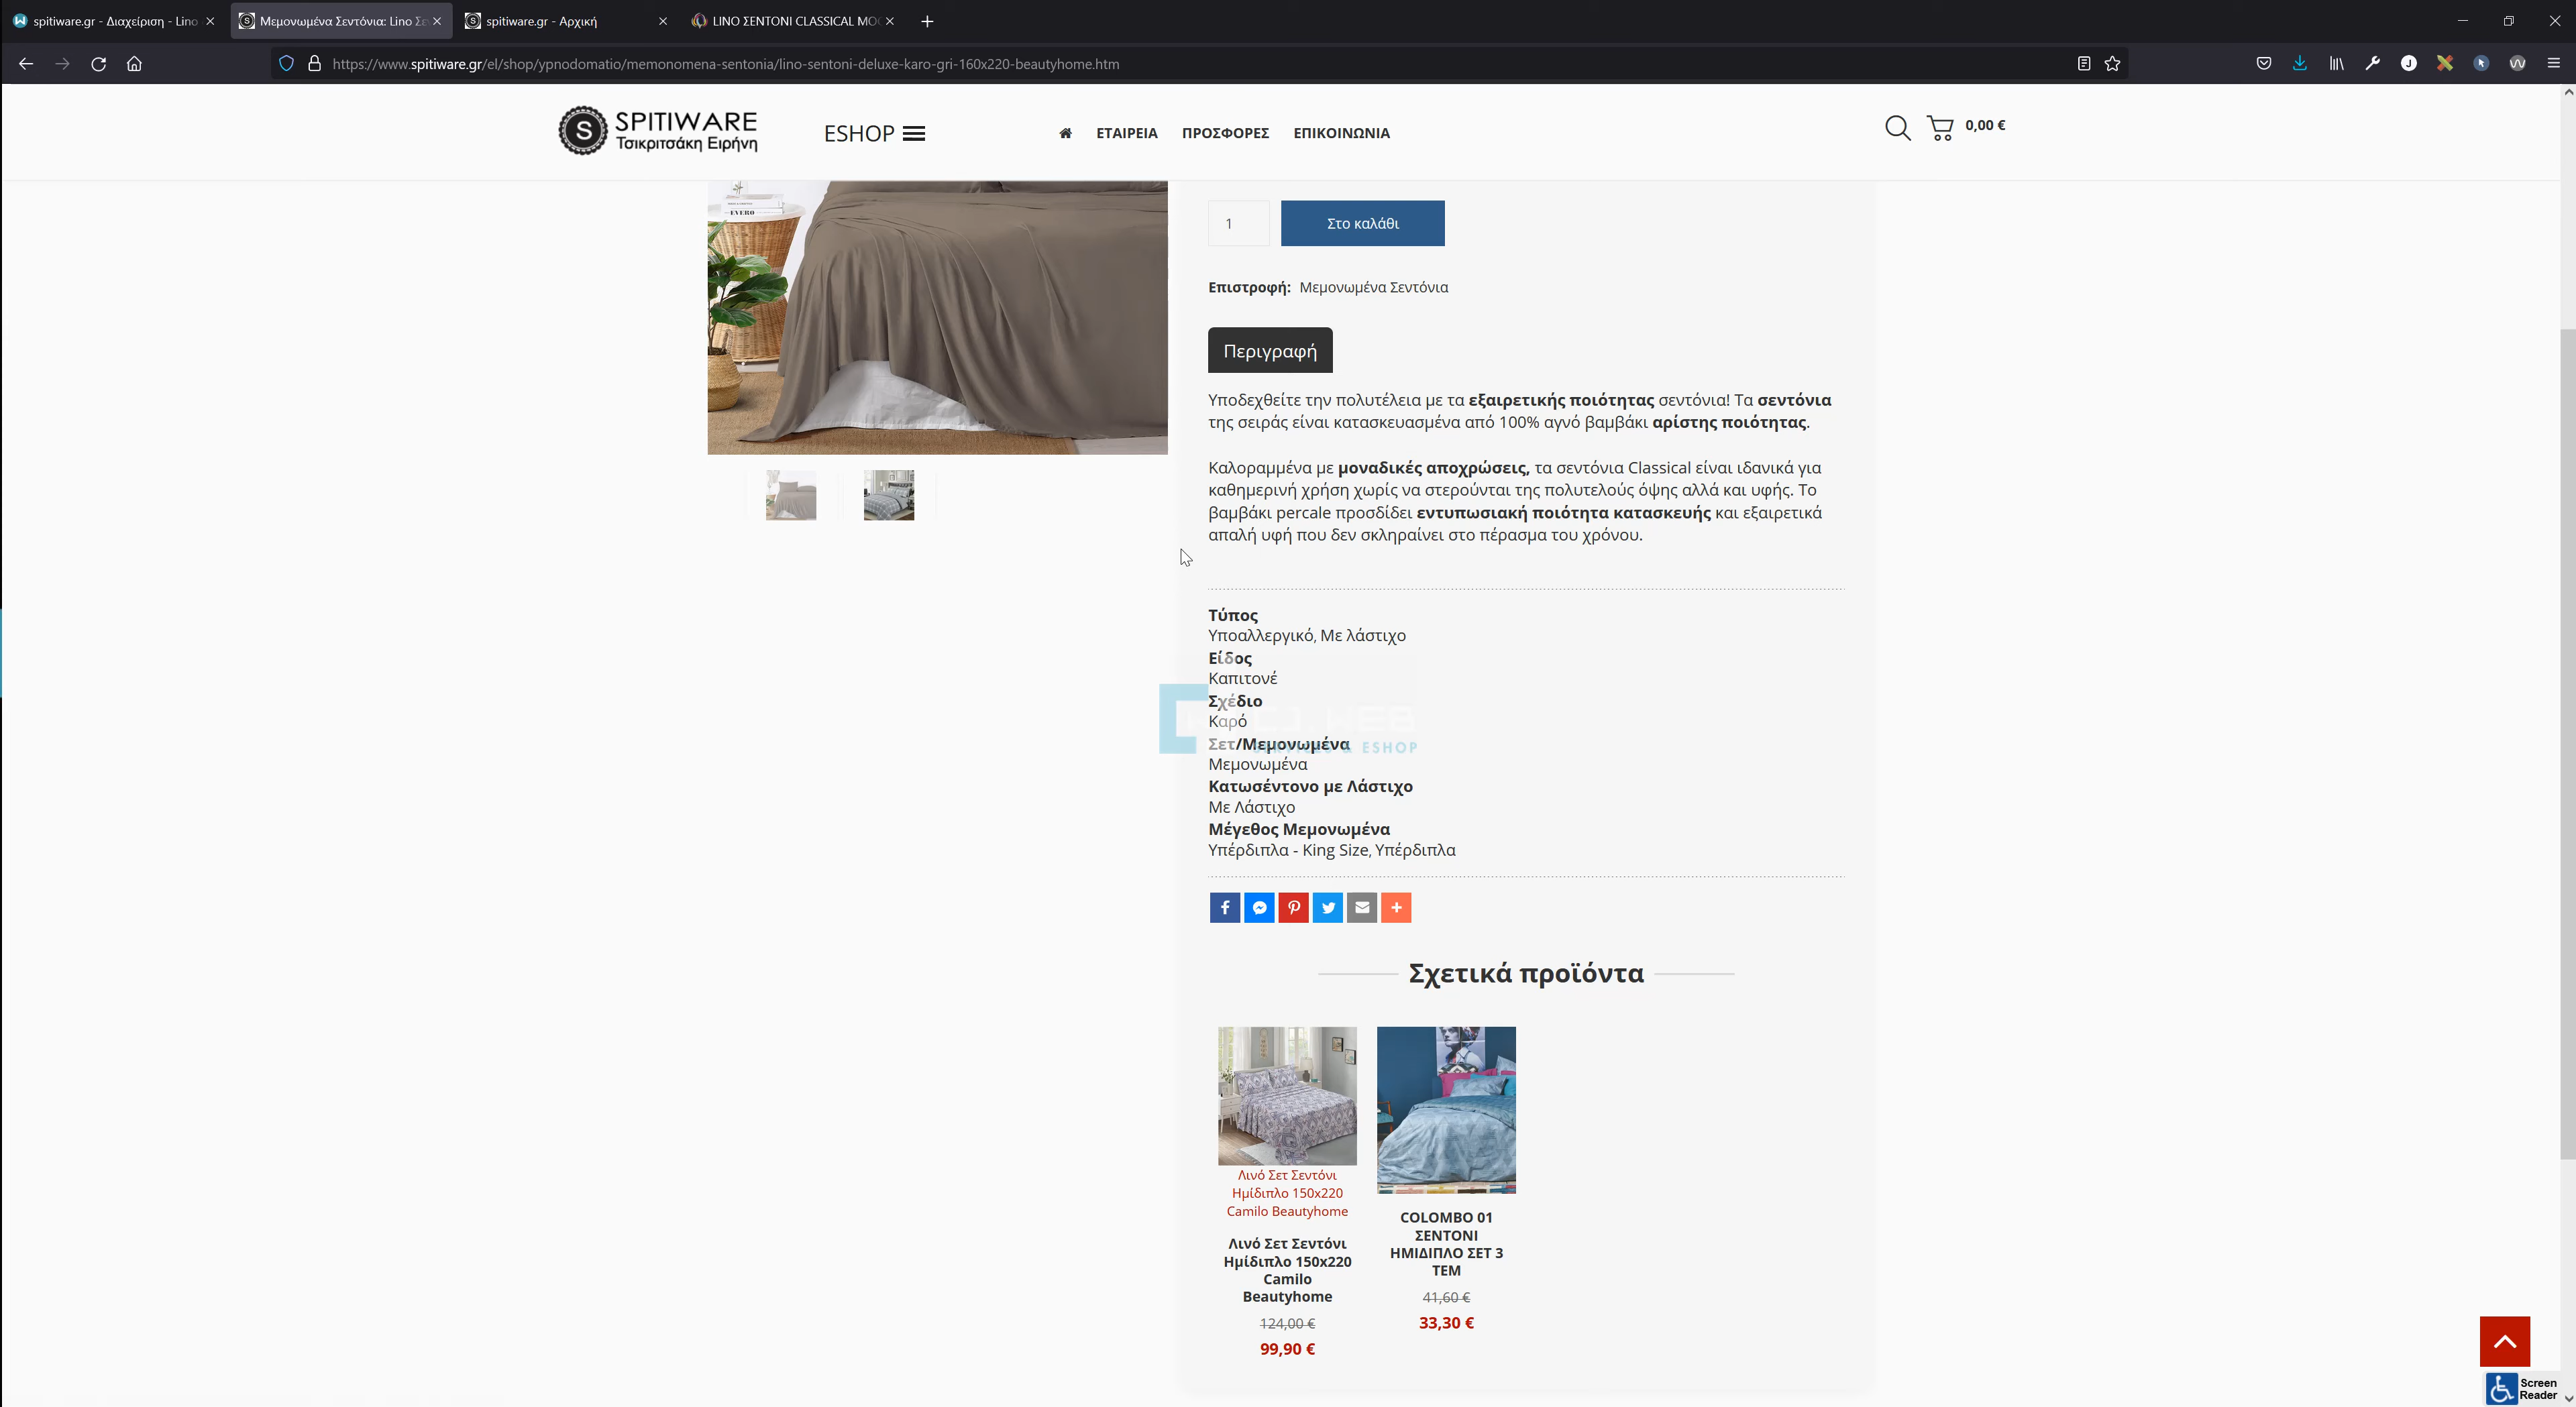 spitiware.gr - Διαχείριση - Lino
Μεμονωμένα Σεντόνια: Lino Σε
spitiware.gr - Αρχική
LINO ΣΕΝΤΟΝΙ CLASSICAL MO
https://www.spitiware.gr/el/shop/ypnodomatio/memonomena-sentonia/lino-sentoni-deluxe-karo-gri-160x220-beautyhome.htm
S SPITIWARE
Τσικριτσάκη Ειρήνη
ESHOP
ΕΤΑΙΡΕΙΑ ΠΡΟΣΦΟΡΕΣ ΕΠΙΚΟΙΝΩΝΙΑ
0,00 €
EVERO
1 Στο καλάθι
Επιστροφή: Μεμονωμένα Σεντόνια
Περιγραφή
Υποδεχθείτε την πολυτέλεια με τα εξαιρετικής ποιότητας σεντόνια! Τα σεντόνια
της σειράς είναι κατασκευασμένα από 100% αγνό βαμβάκι αρίστης ποιότητας.
Καλοραμμένα με μοναδικές αποχρώσεις, τα σεντόνια Classical είναι ιδανικά για
καθημερινή χρήση χωρίς να στερούνται της πολυτελούς όψης αλλά και υφής. Το
βαμβάκι percale προσδίδει εντυπωσιακή ποιότητα κατασκευής και εξαιρετικά
απαλή υφή που δεν σκληραίνει στο πέρασμα του χρόνου.
Τύπος
Υποαλλεργικό, Με λάστιχο
Είδος
Καπιτονέ
Σχέδιο
Καρό
WEB
Σετ/Μεμονωμένα
& ESHOP
Μεμονωμένα
Κατωσέντονο με Λάστιχο
Με Λάστιχο
Μέγεθος Μεμονωμένα
Υπέρδιπλα - King Size, Υπέρδιπλα
Σχετικά προϊόντα
Λινό Σετ Σεντόνι
Ημίδιπλο 150x220
Camilo Beautyhome
Λινό Σετ Σεντόνι
Ημίδιπλο 150x220
Camilo
Beautyhome
124,00 €
99,90 €
COLOMBO 01
ΣΕΝΤΟΝΙ
ΗΜΙΔΙΠΛΟ ΣΕΤ 3
ΤΕΜ
41,60 €
33,30 €
Screen
Reader